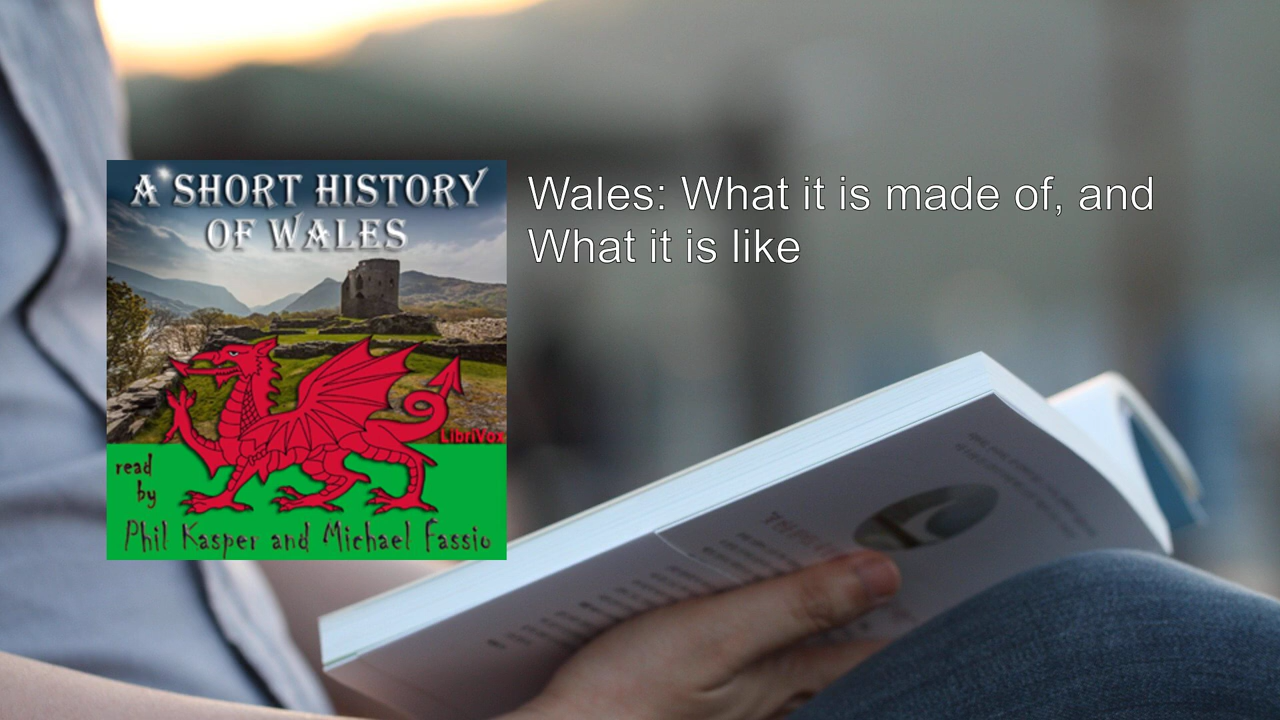 A SHORT HISTORY
OF WALES
LibriVox
read
by
Phil Kasper and Michael Fassio
Wales: What it is made of, and
What it is like